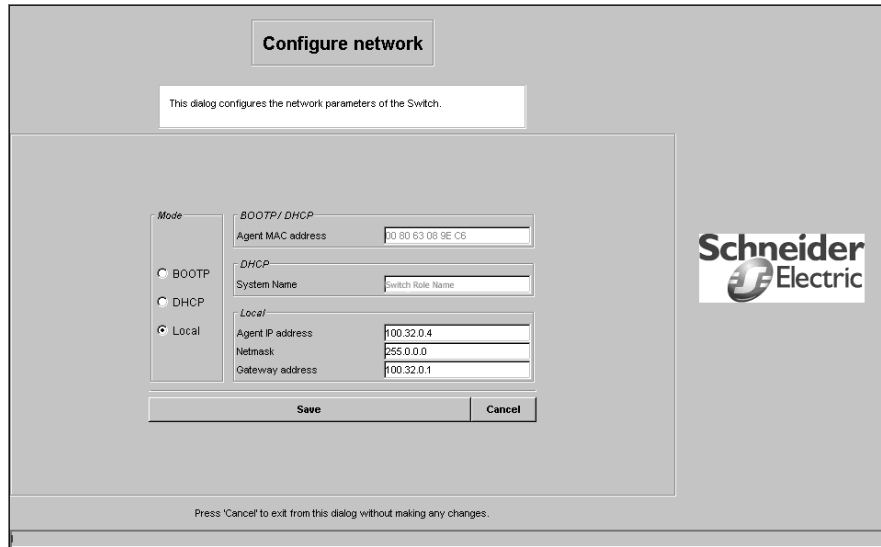 Configure network
This dialog configures the network parameters of the Switch.
Mode
BOOTP
DHCP
Local
BOOTP/ DHCP
Agent MAC address 00 80 63 08 9E C6
DHCP
System Name Switch Role Name
Local
Agent IP address 100.32.0.4
Netmask 255.0.0.0
Gateway address 100.32.0.1
Save Cancel
Schneider
Electric
Press 'Cancel' to exit from this dialog without making any changes.